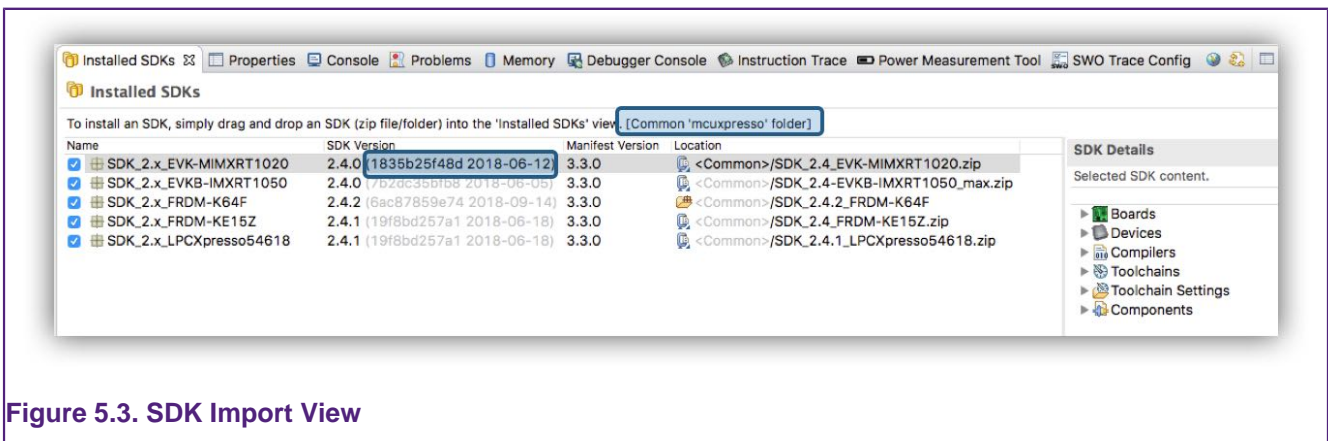 Installed SDKs Properties Console Problems Memory Debugger Console Instruction Trace Power Measurement Tool SWO Trace Config
Installed SDKs
To install an SDK, simply drag and drop an SDK (zip file/folder) into the 'Installed SDKs' view. [Common 'mcuxpresso' folder]
Name SDK Version Manifest Version Location
SDK_2.x_EVK-MIMXRT1020 2.4.0 (1835b25f48d 2018-06-12) 3.3.0 <Common>/SDK_2.4_EVK-MIMXRT1020.zip
SDK_2.x_EVKB-IMXRT1050 2.4.0 (7b2dc35bfb8 2018-06-05) 3.3.0 <Common>/SDK_2.4-EVKB-IMXRT1050_max.zip
SDK_2.x_FRDM-K64F 2.4.2 (6ac87859e74 2018-09-14) 3.3.0 <Common>/SDK_2.4.2_FRDM-K64F
SDK_2.x_FRDM-KE15Z 2.4.1 (19f8bd257a1 2018-06-18) 3.3.0 <Common>/SDK_2.4_FRDM-KE15Z.zip
SDK_2.x_LPCXpresso54618 2.4.1 (19f8bd257a1 2018-06-18) 3.3.0 <Common>/SDK_2.4.1_LPCXpresso54618.zip
SDK Details
Selected SDK content.
Boards
Devices
Compilers
Toolchains
Toolchain Settings
Components
Figure 5.3. SDK Import View